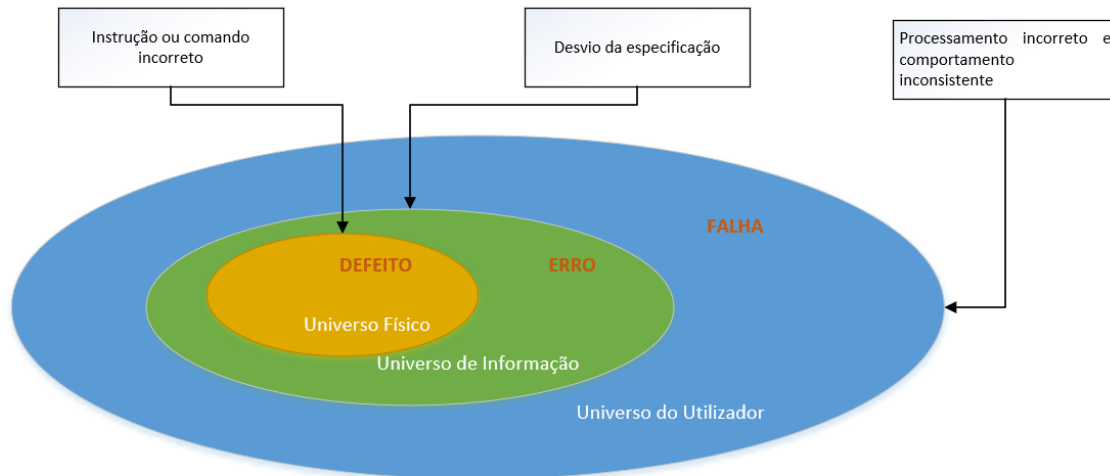 Instrução ou comando
incorreto
Desvio da especificação
Processamento incorreto e
comportamento
inconsistente
FALHA
DEFEITO
ERRO
Universo Físico
Universo de Informação
Universo do Utilizador